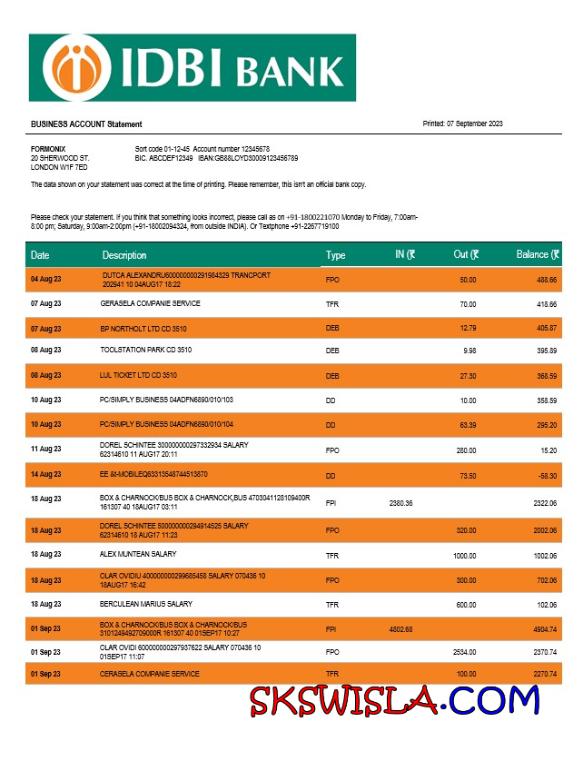 IDBI BANK
BUSINESS ACCOUNT Statement
Printed: 07 September 2023
FORMONIX
Sort code 01-12-45 Account number 12345678
20 SHERWOOD ST.
BIC. ABCDEF12349 IBAN:GB88LOYD30009123456789
LONDON W1F 7ED
The data shown on your statement was correct at the time of printing. Please remember, this isn't an official bank copy.
Please check your statement. If you think that something looks incorrect, please call as on +91-1800221070 Monday to Friday, 7:00am-
8:00 pm; Saturday, 9:00am-2:00pm (+91-18002094324, from outside INDIA). Or Textphone +91-2267719100
Date Description Type IN (₹ Out (₹ Balance (₹
04 Aug 23 DUTCA ALEXANDRU600000000291984329 TRANCPORT FPO 50.00 488.66
202941 10 04AUG17 18:22
07 Aug 23 GERASELA COMPANIE SERVICE TFR 70.00 418.66
07 Aug 23 BP NORTHOLT LTD CD 3510 DEB 12.79 405.87
08 Aug 23 TOOLSTATION PARK CD 3510 DEB 9.98 395.89
08 Aug 23 LUL TICKET LTD CD 3510 DEB 27.30 368.59
10 Aug 23 PC/SIMPLY BUSINESS 04ADFN6890/010/103 DD 10.00 358.59
10 Aug 23 PC/SIMPLY BUSINESS 04ADFN6890/010/104 DD 63.39 295.20
11 Aug 23 DOREL SCHINTEE 300000000297332934 SALARY FPO 280.00 15.20
62314610 11 AUG17 20:11
14 Aug 23 EE &t-MOBILEQ63313548744513870 DD 73.50 -58.30
18 Aug 23 BOX & CHARNOCK/BUS BOX & CHARNOCK,BUS 4703041128109400R FPI 2380.36 2322.06
161307 40 18AUG17 03:11
18 Aug 23 DOREL SCHINTEE 500000000294914525 SALARY FPO 320.00 2002.06
62314610 18 AUG17 11:23
18 Aug 23 ALEX MUNTEAN SALARY TFR 1000.00 1002.06
18 Aug 23 CLAR OVIDIU 400000000299685458 SALARY 070436 10 FPO 300.00 702.06
18AUG17 16:42
18 Aug 23 BERCULEAN MARIUS SALARY TFR 600.00 102.06
01 Sep 23 BOX & CHARNOCK/BUS BOX & CHARNOCK/BUS FPI 4802.68 4904.74
3101249492709000R 161307 40 01SEP17 10:27
01 Sep 23 CLAR OVIDI 600000000297937622 SALARY 070436 10 FPO 2534.00 2370.74
01SEP17 11:07
01 Sep 23 CERASELA COMPANIE SERVICE TFR 100.00 2270.74
SKSWISLA.COM